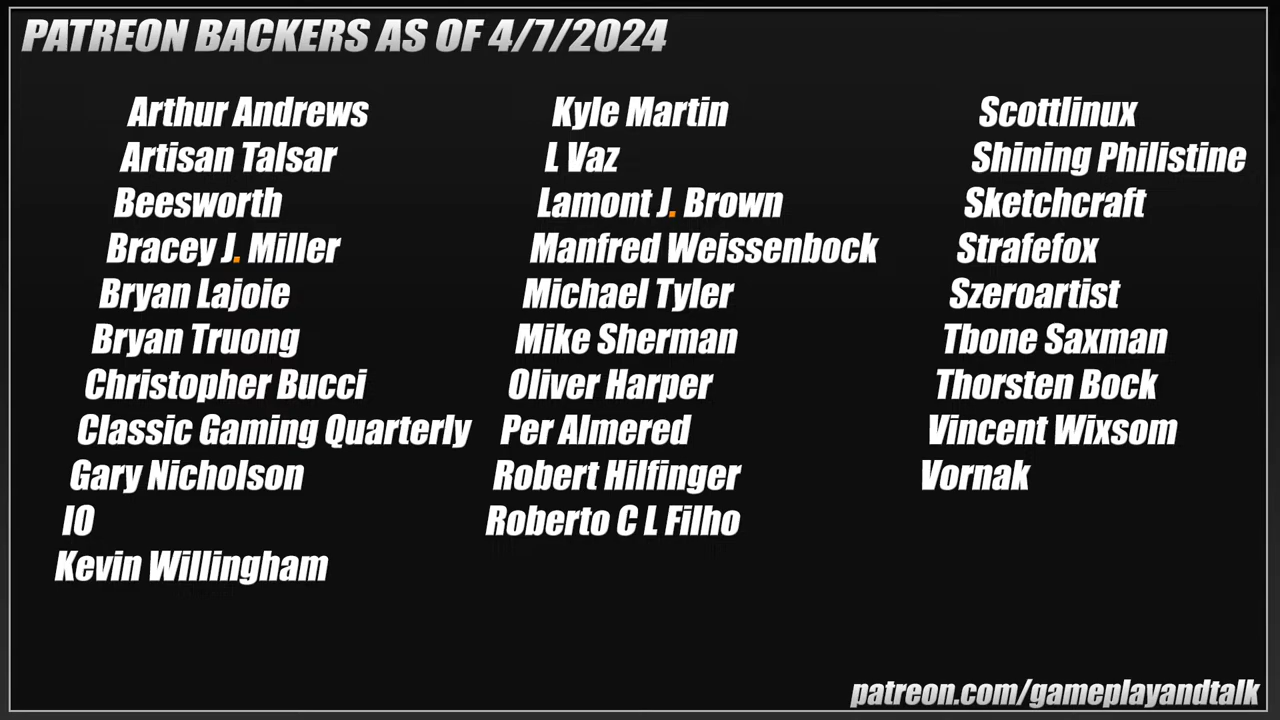 PATREON BACKERS AS OF 4/7/2024
Arthur Andrews
Artisan Talsar
Beesworth
Bracey J. Miller
Bryan Lajoie
Bryan Truong
Christopher Bucci
Classic Gaming Quarterly
Gary Nicholson
IO
Kevin Willingham
Kyle Martin
L Vaz
Lamont J. Brown
Manfred Weissenbock
Michael Tyler
Mike Sherman
Oliver Harper
Per Almered
Robert Hilfinger
Roberto C L Filho
Scottlinux
Shining Philistine
Sketchcraft
Strafefox
Szeroartist
Tbone Saxman
Thorsten Bock
Vincent Wixsom
Vornak
patreon.com/gameplayandtalk